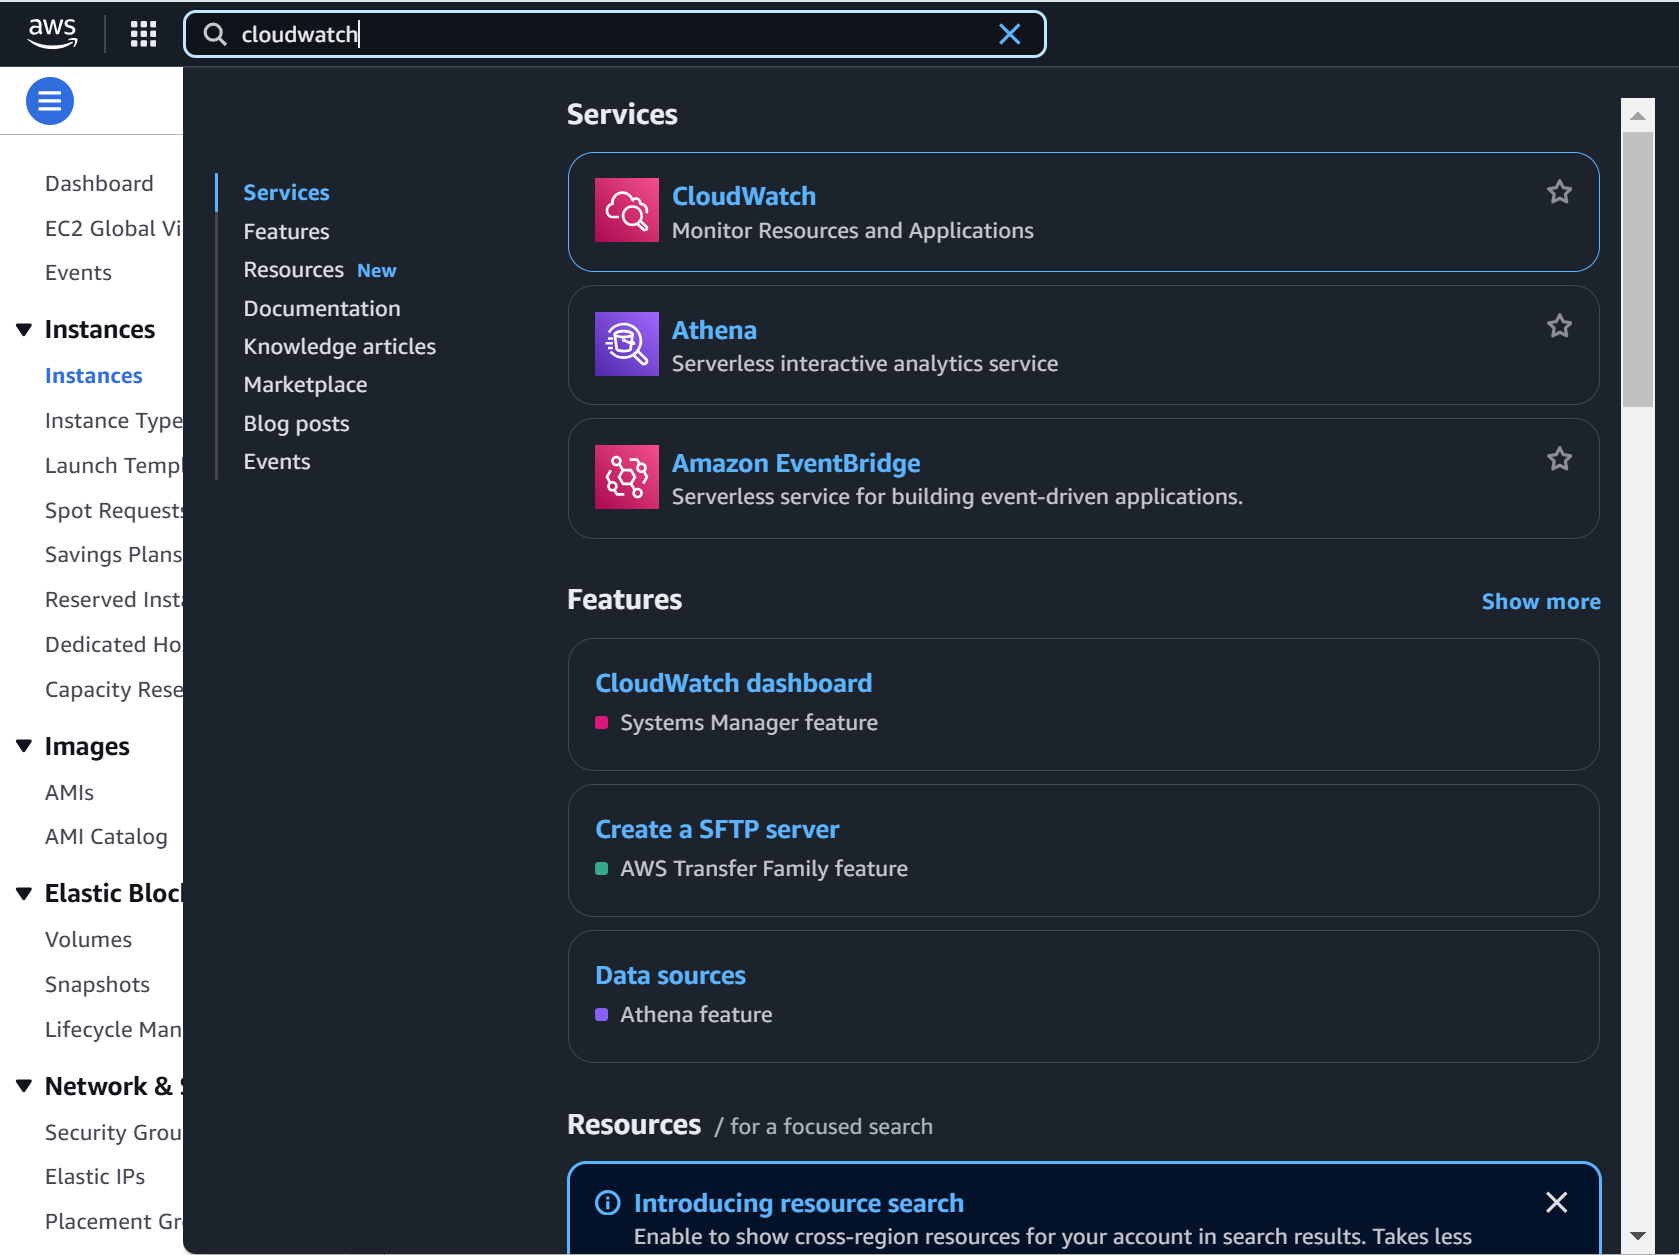 aws
cloudwatch
Dashboard
EC2 Global Vi
Events
Instances
Instances
Instance Type
Launch Templ
Spot Requests
Savings Plans
Reserved Insta
Dedicated Ho
Capacity Rese
Images
AMIs
AMI Catalog
Elastic Block
Volumes
Snapshots
Lifecycle Man
Network & S
Security Grou
Elastic IPs
Placement Gr
Services
Features
Resources New
Documentation
Knowledge articles
Marketplace
Blog posts
Events
Services
CloudWatch
Monitor Resources and Applications
Athena
Serverless interactive analytics service
Amazon EventBridge
Serverless service for building event-driven applications.
Features Show more
CloudWatch dashboard
Systems Manager feature
Create a SFTP server
AWS Transfer Family feature
Data sources
Athena feature
Resources / for a focused search
Introducing resource search
Enable to show cross-region resources for your account in search results. Takes less